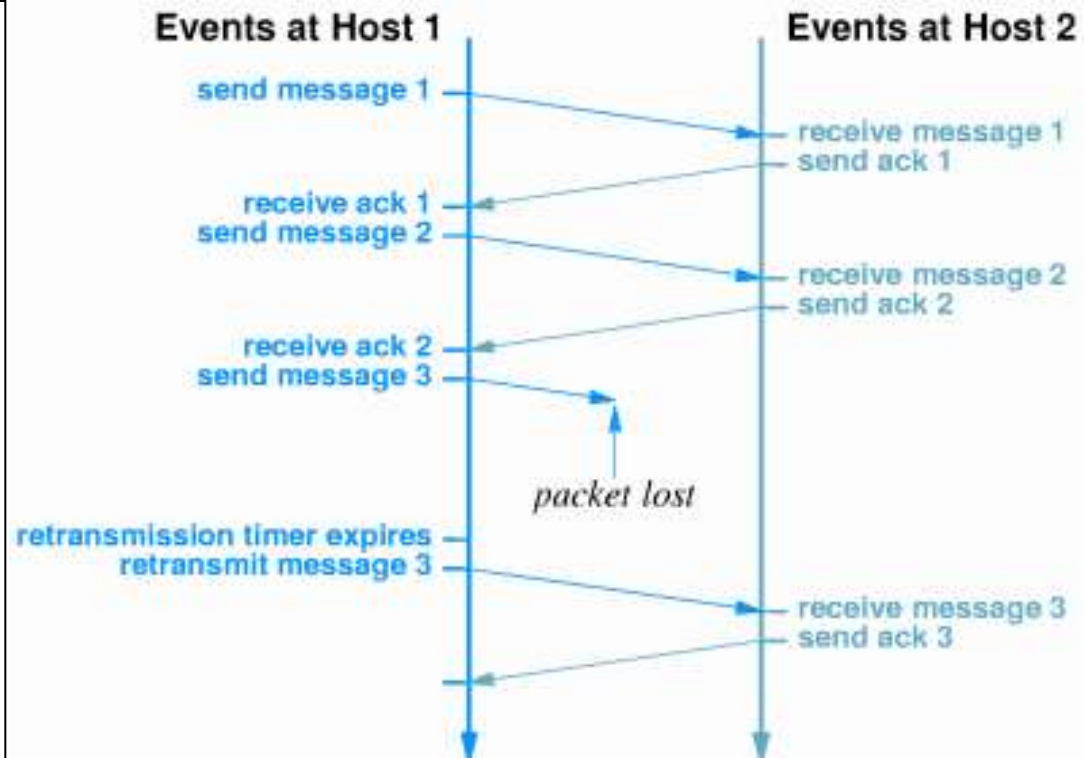 Events at Host 1
Events at Host 2
send message 1
receive message 1
send ack 1
receive ack 1
send message 2
receive message 2
send ack 2
receive ack 2
send message 3
packet lost
retransmission timer expires
retransmit message 3
receive message 3
send ack 3